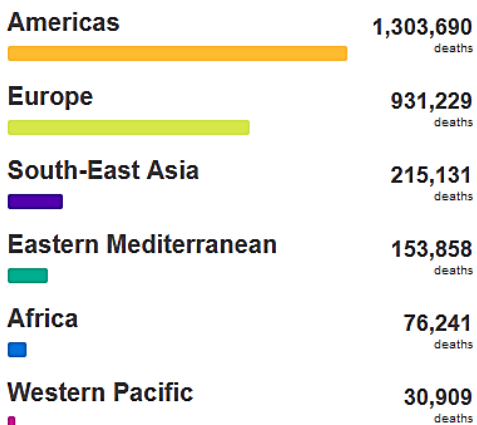 Americas
1,303,690
deaths
Europe
931,229
deaths
South-East Asia
215,131
deaths
Eastern Mediterranean
153,858
deaths
Africa
76,241
deaths
Western Pacific
30,909
deaths